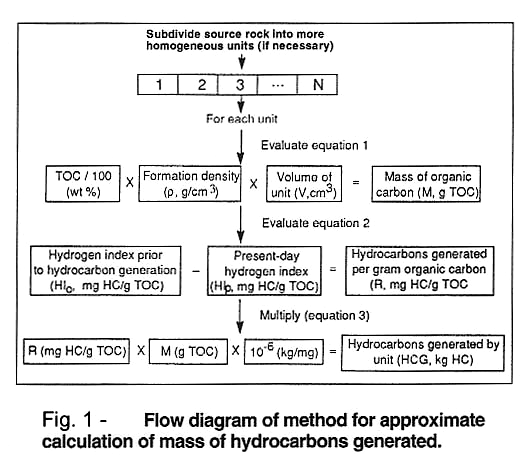 Subdivide source rock into more
homogeneous units (if necessary)
1 2 3 ... N
For each unit
Evaluate equation 1
TOC / 100 (wt %) X Formation density (ρ, g/cm³) X Volume of unit (V,cm³) = Mass of organic carbon (M, g TOC)
Evaluate equation 2
Hydrogen index prior to hydrocarbon generation (HIo, mg HC/g TOC) – Present-day hydrogen index (HIp, mg HC/g TOC) = Hydrocarbons generated per gram organic carbon (R, mg HC/g TOC
Multiply (equation 3)
R (mg HC/g TOC) X M (g TOC) X 10⁻⁶ (kg/mg) = Hydrocarbons generated by unit (HCG, kg HC)
Fig. 1 - Flow diagram of method for approximate
calculation of mass of hydrocarbons generated.